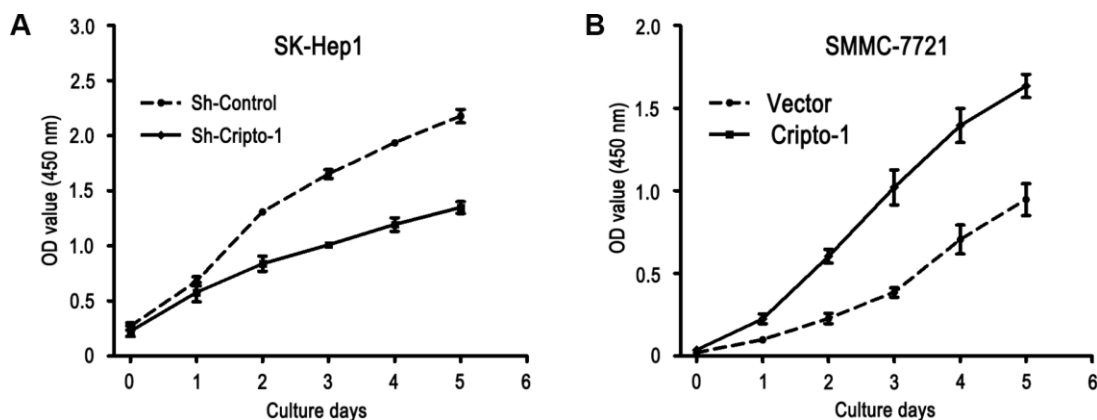 A
SK-Hep1
OD value (450 nm)
3.0
2.5
2.0
1.5
1.0
0.5
0
Sh-Control
Sh-Cripto-1
0 1 2 3 4 5 6
Culture days
B
SMMC-7721
OD value (450 nm)
2.0
1.5
1.0
0.5
0
Vector
Cripto-1
0 1 2 3 4 5 6
Culture days